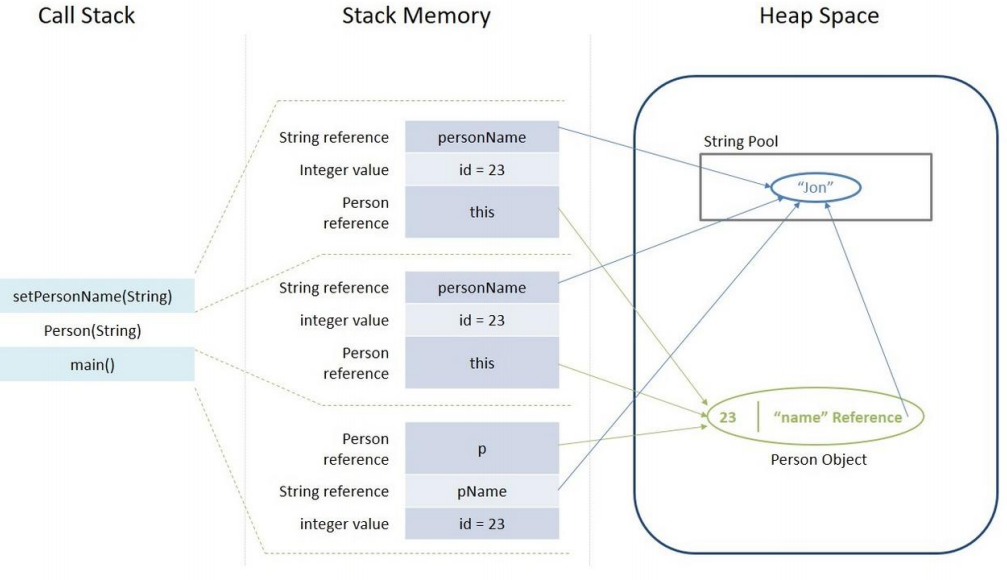 Call Stack
Stack Memory
Heap Space
setPersonName(String)
Person(String)
main()
String reference
personName
Integer value
id = 23
Person
reference
this
String reference
personName
integer value
id = 23
Person
reference
this
Person
reference
p
String reference
pName
integer value
id = 23
String Pool
“Jon”
23
“name” Reference
Person Object